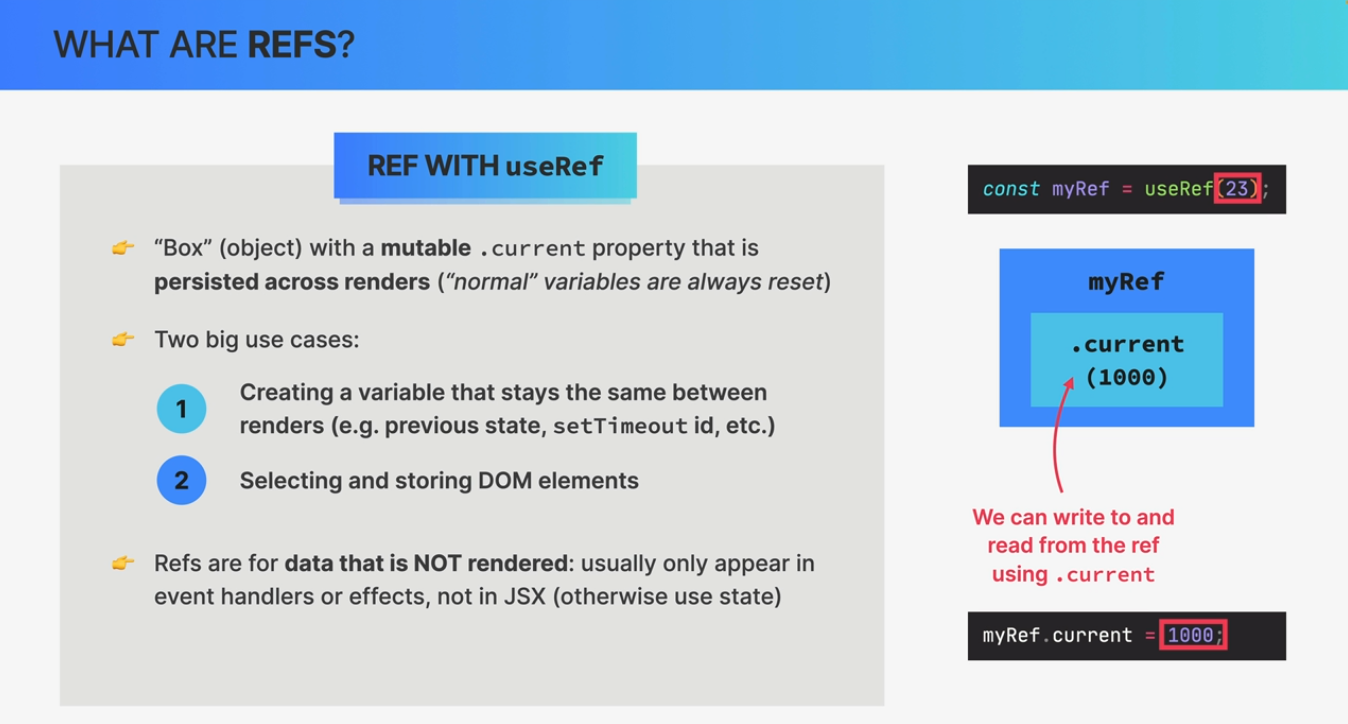 WHAT ARE REFS?
REF WITH useRef
👉 “Box” (object) with a mutable .current property that is
persisted across renders (“normal” variables are always reset)
👉 Two big use cases:
1 Creating a variable that stays the same between
renders (e.g. previous state, setTimeout id, etc.)
2 Selecting and storing DOM elements
👉 Refs are for data that is NOT rendered: usually only appear in
event handlers or effects, not in JSX (otherwise use state)
const myRef = useRef(23);
myRef
.current
(1000)
We can write to and
read from the ref
using .current
myRef.current = 1000;